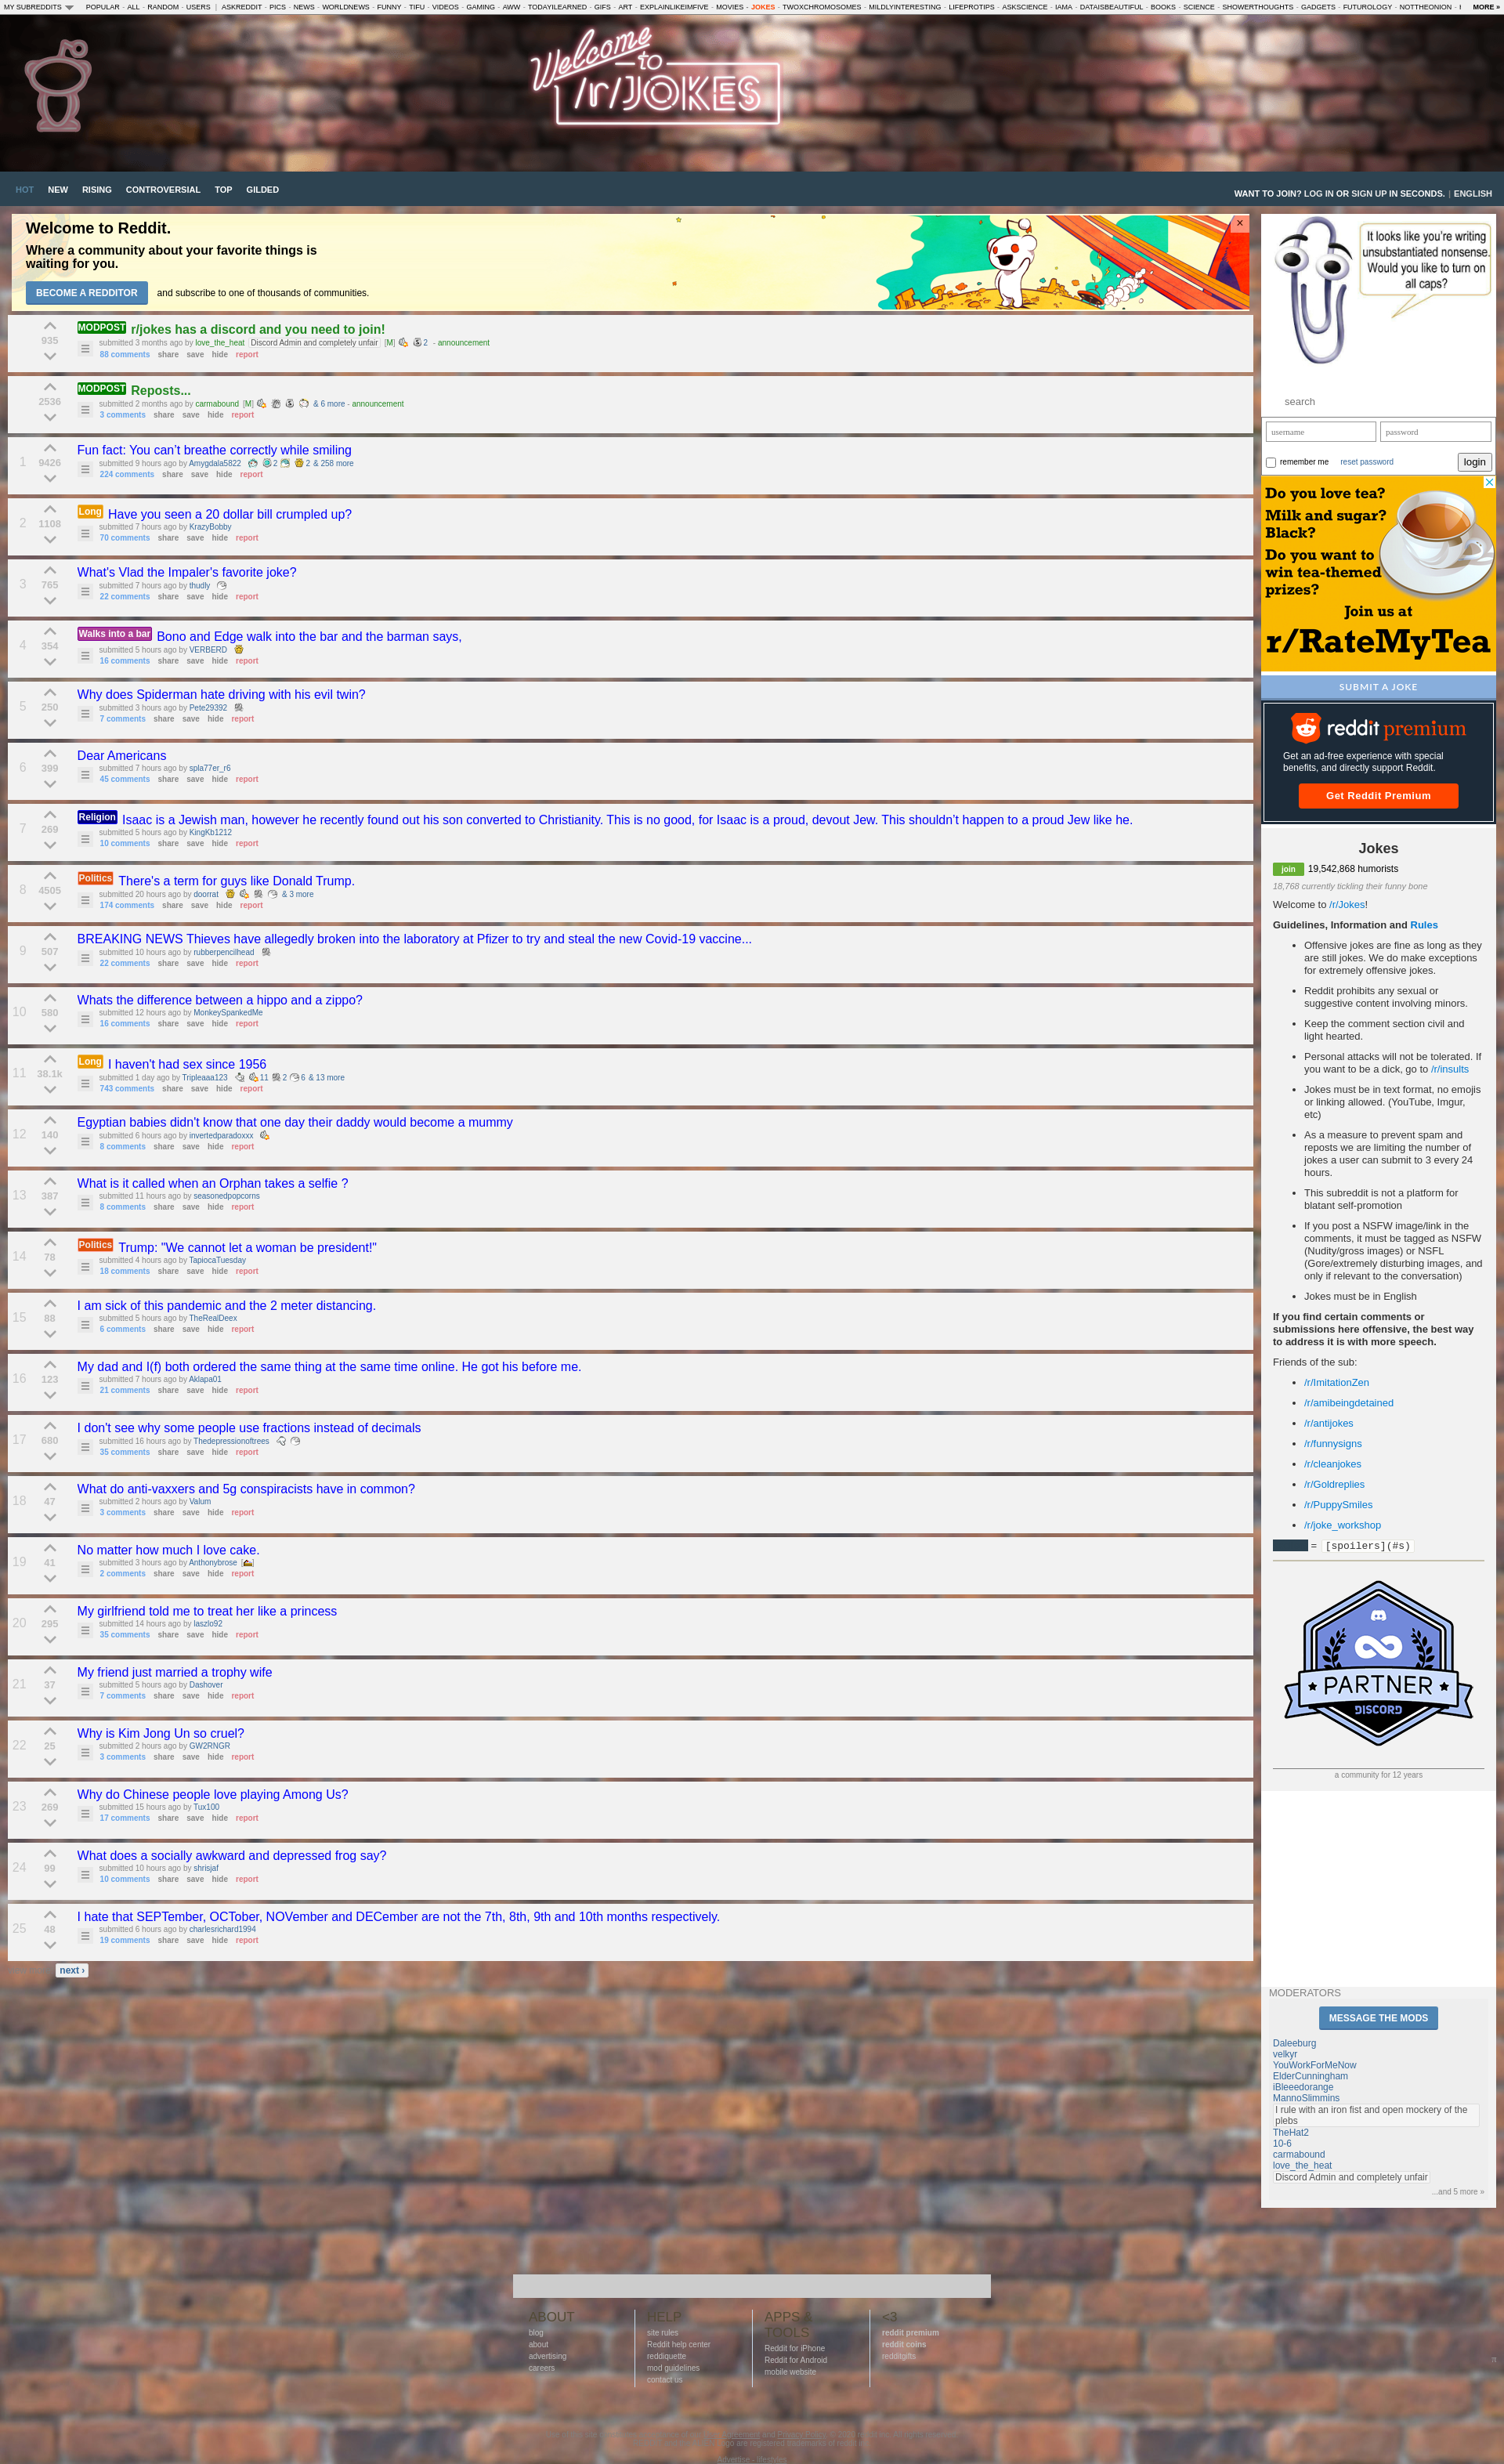 MY SUBREDDITS POPULAR - ALL - RANDOM - USERS | ASKREDDIT - PICS - NEWS - WORLDNEWS - FUNNY - TIFU - VIDEOS - GAMING - AWW - TODAYILEARNED - GIFS - ART - EXPLAINLIKEIMFIVE - MOVIES - JOKES - TWOXCHROMOSOMES - MILDLYINTERESTING - LIFEPROTIPS - ASKSCIENCE - IAMA - DATAISBEAUTIFUL - BOOKS - SCIENCE - SHOWERTHOUGHTS - GADGETS - FUTUROLOGY - NOTTHEONION - MORE »
Welcome
to
/r/JOKES
HOT NEW RISING CONTROVERSIAL TOP GILDED
WANT TO JOIN? LOG IN OR SIGN UP IN SECONDS. | ENGLISH
Welcome to Reddit.
Where a community about your favorite things is
waiting for you.
BECOME A REDDITOR and subscribe to one of thousands of communities.
935
MODPOST r/jokes has a discord and you need to join!
submitted 3 months ago by love_the_heat Discord Admin and completely unfair [M] 2 - announcement
88 comments share save hide report
2536
MODPOST Reposts...
submitted 2 months ago by carmabound [M] & 6 more - announcement
3 comments share save hide report
1 9426
Fun fact: You can’t breathe correctly while smiling
submitted 9 hours ago by Amygdala5822 2 2 & 258 more
224 comments share save hide report
2 1108
Long Have you seen a 20 dollar bill crumpled up?
submitted 7 hours ago by KrazyBobby
70 comments share save hide report
3 765
What's Vlad the Impaler's favorite joke?
submitted 7 hours ago by thudly
22 comments share save hide report
4 354
Walks into a bar Bono and Edge walk into the bar and the barman says,
submitted 5 hours ago by VERBERD
16 comments share save hide report
5 250
Why does Spiderman hate driving with his evil twin?
submitted 3 hours ago by Pete29392
7 comments share save hide report
6 399
Dear Americans
submitted 7 hours ago by spla77er_r6
45 comments share save hide report
7 269
Religion Isaac is a Jewish man, however he recently found out his son converted to Christianity. This is no good, for Isaac is a proud, devout Jew. This shouldn’t happen to a proud Jew like he.
submitted 5 hours ago by KingKb1212
10 comments share save hide report
8 4505
Politics There's a term for guys like Donald Trump.
submitted 20 hours ago by doorrat & 3 more
174 comments share save hide report
9 507
BREAKING NEWS Thieves have allegedly broken into the laboratory at Pfizer to try and steal the new Covid-19 vaccine...
submitted 10 hours ago by rubberpencilhead
22 comments share save hide report
10 580
Whats the difference between a hippo and a zippo?
submitted 12 hours ago by MonkeySpankedMe
16 comments share save hide report
11 38.1k
Long I haven't had sex since 1956
submitted 1 day ago by Tripleaaa123 11 2 6 & 13 more
743 comments share save hide report
12 140
Egyptian babies didn't know that one day their daddy would become a mummy
submitted 6 hours ago by invertedparadoxxx
8 comments share save hide report
13 387
What is it called when an Orphan takes a selfie ?
submitted 11 hours ago by seasonedpopcorns
8 comments share save hide report
14 78
Politics Trump: "We cannot let a woman be president!"
submitted 4 hours ago by TapiocaTuesday
18 comments share save hide report
15 88
I am sick of this pandemic and the 2 meter distancing.
submitted 5 hours ago by TheRealDeex
6 comments share save hide report
16 123
My dad and I(f) both ordered the same thing at the same time online. He got his before me.
submitted 7 hours ago by Aklapa01
21 comments share save hide report
17 680
I don't see why some people use fractions instead of decimals
submitted 16 hours ago by Thedepressionoftrees
35 comments share save hide report
18 47
What do anti-vaxxers and 5g conspiracists have in common?
submitted 2 hours ago by Valum
3 comments share save hide report
19 41
No matter how much I love cake.
submitted 3 hours ago by Anthonybrose
2 comments share save hide report
20 295
My girlfriend told me to treat her like a princess
submitted 14 hours ago by laszlo92
35 comments share save hide report
21 37
My friend just married a trophy wife
submitted 5 hours ago by Dashover
7 comments share save hide report
22 25
Why is Kim Jong Un so cruel?
submitted 2 hours ago by GW2RNGR
3 comments share save hide report
23 269
Why do Chinese people love playing Among Us?
submitted 15 hours ago by Tux100
17 comments share save hide report
24 99
What does a socially awkward and depressed frog say?
submitted 10 hours ago by shrisjaf
10 comments share save hide report
25 48
I hate that SEPTember, OCTober, NOVember and DECember are not the 7th, 8th, 9th and 10th months respectively.
submitted 6 hours ago by charlesrichard1994
19 comments share save hide report
next ›
It looks like you’re writing
unsubstantiated nonsense.
Would you like to turn on
all caps?
search
username password
remember me reset password login
Do you love tea?
Milk and sugar?
Black?
Do you want to
win tea-themed
prizes?
Join us at
r/RateMyTea
SUBMIT A JOKE
reddit premium
Get an ad-free experience with special
benefits, and directly support Reddit.
Get Reddit Premium
Jokes
join 19,542,868 humorists
18,768 currently tickling their funny bone
Welcome to /r/Jokes!
Guidelines, Information and Rules
• Offensive jokes are fine as long as they
are still jokes. We do make exceptions
for extremely offensive jokes.
• Reddit prohibits any sexual or
suggestive content involving minors.
• Keep the comment section civil and
light hearted.
• Personal attacks will not be tolerated. If
you want to be a dick, go to /r/insults
• Jokes must be in text format, no emojis
or linking allowed. (YouTube, Imgur,
etc)
• As a measure to prevent spam and
reposts we are limiting the number of
jokes a user can submit to 3 every 24
hours.
• This subreddit is not a platform for
blatant self-promotion
• If you post a NSFW image/link in the
comments, it must be tagged as NSFW
(Nudity/gross images) or NSFL
(Gore/extremely disturbing images, and
only if relevant to the conversation)
• Jokes must be in English
If you find certain comments or
submissions here offensive, the best way
to address it is with more speech.
Friends of the sub:
• /r/ImitationZen
• /r/amibeingdetained
• /r/antijokes
• /r/funnysigns
• /r/cleanjokes
• /r/Goldreplies
• /r/PuppySmiles
• /r/joke_workshop
= [spoilers](#s)
PARTNER
DISCORD
a community for 12 years
MODERATORS
MESSAGE THE MODS
Daleeburg
velkyr
YouWorkForMeNow
ElderCunningham
iBleeedorange
MannoSlimmins
I rule with an iron fist and open mockery of the
plebs
TheHat2
10-6
carmabound
love_the_heat
Discord Admin and completely unfair
...and 5 more »
ABOUT
blog
about
advertising
careers
HELP
site rules
Reddit help center
reddiquette
mod guidelines
contact us
APPS &
TOOLS
Reddit for iPhone
Reddit for Android
mobile website
<3
reddit premium
reddit coins
redditgifts
π
are registered trademarks of reddit inc.
Advertise - lifestyles